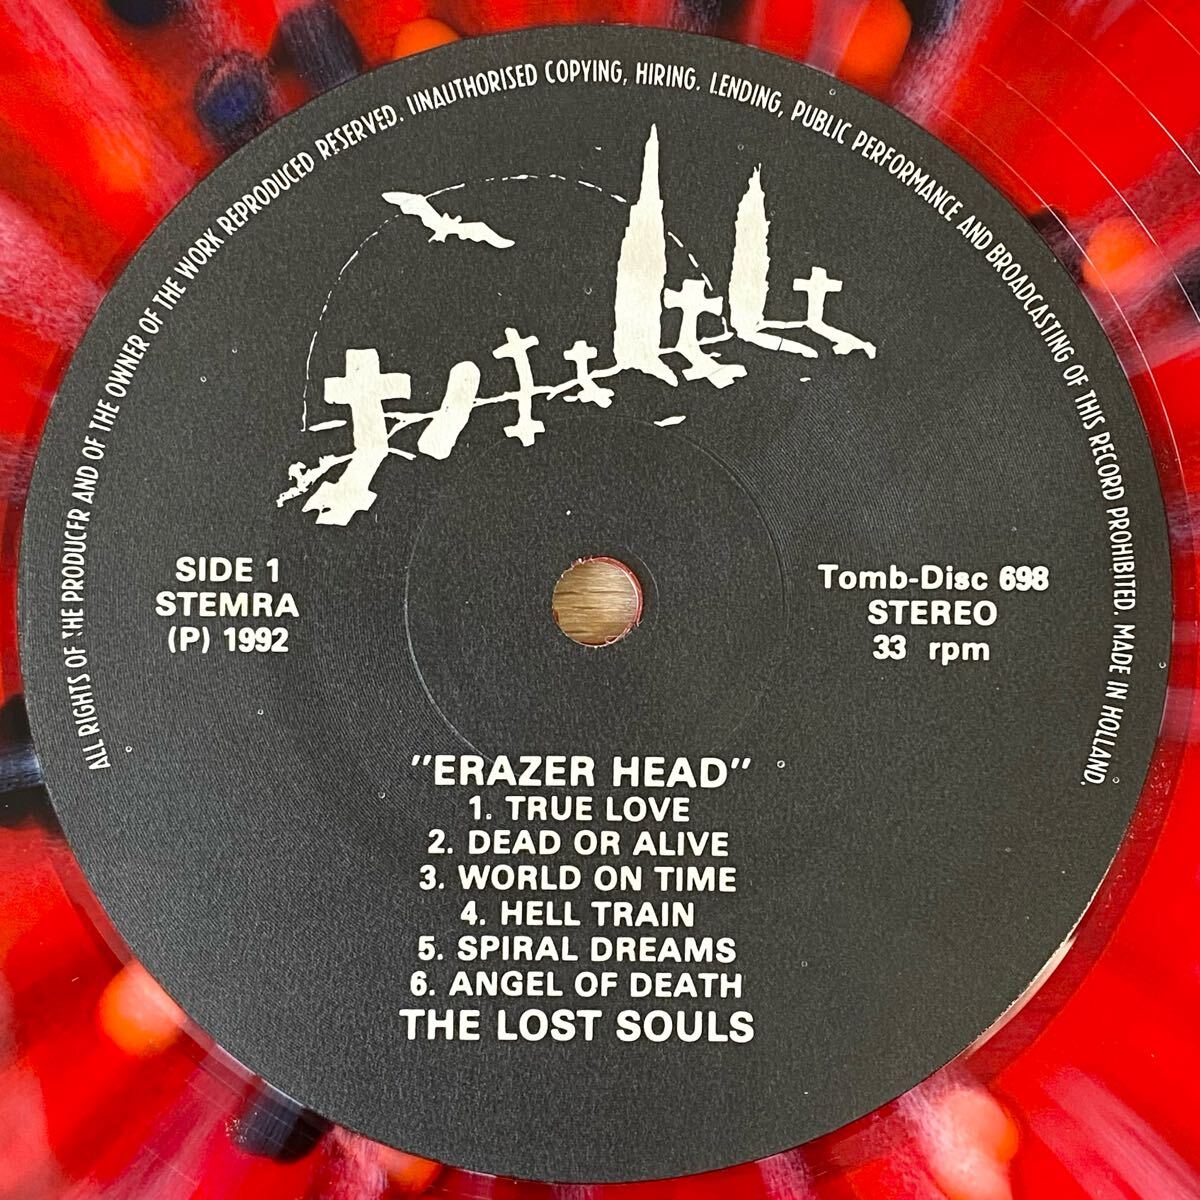 ALL RIGHTS OF THE PRODUCER AND OF THE OWNER OF THE WORK REPRODUCED RESERVED. UNAUTHORISED COPYING, HIRING, LENDING, PUBLIC PERFORMANCE AND BROADCASTING OF THIS RECORD PROHIBITED. MADE IN HOLLAND.
SIDE 1
STEMRA
(P) 1992
Tomb-Disc 698
STEREO
33 rpm
"ERAZER HEAD"
1. TRUE LOVE
2. DEAD OR ALIVE
3. WORLD ON TIME
4. HELL TRAIN
5. SPIRAL DREAMS
6. ANGEL OF DEATH
THE LOST SOULS